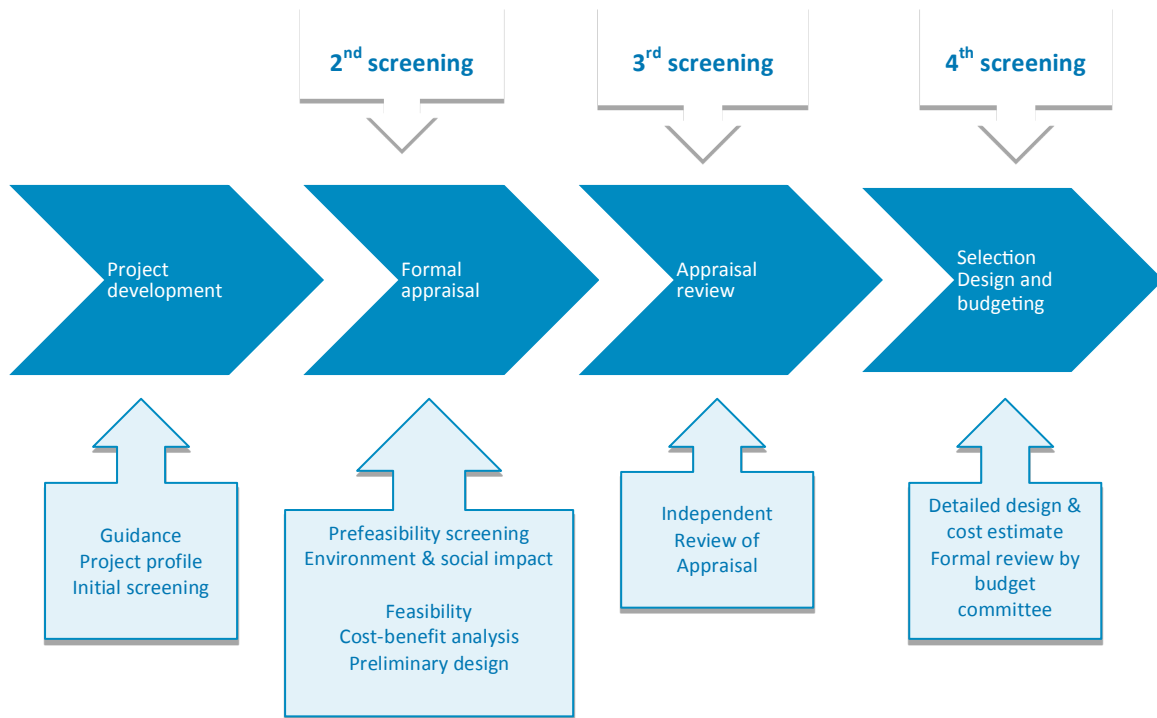 2nd screening
3rd screening
4th screening
Project
development
Formal
appraisal
Appraisal
review
Selection
Design and
budgeting
Guidance
Project profile
Initial screening
Prefeasibility screening
Environment & social impact
Feasibility
Cost-benefit analysis
Preliminary design
Independent
Review of
Appraisal
Detailed design &
cost estimate
Formal review by
budget
committee